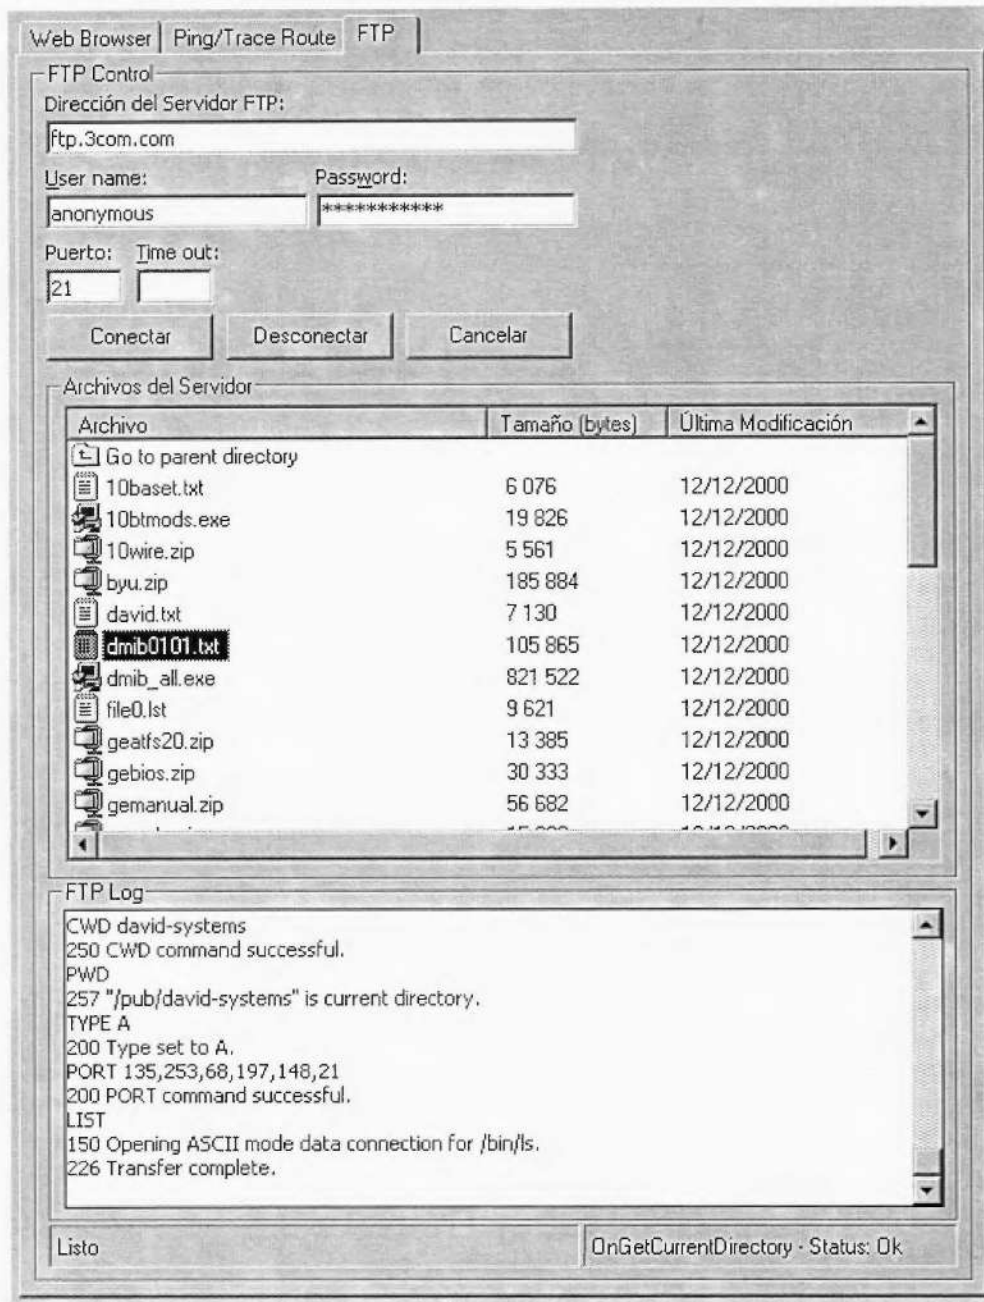 Web Browser Ping/Trace Route FTP
FTP Control
Dirección del Servidor FTP:
ftp.3com.com
User name: Password:
anonymous ***********
Puerto: Time out:
21
Conectar Desconectar Cancelar
Archivos del Servidor
Archivo Tamaño (bytes) Última Modificación
Go to parent directory
10baset.txt 6 076 12/12/2000
10btmods.exe 19 826 12/12/2000
10wire.zip 5 561 12/12/2000
byu.zip 185 884 12/12/2000
david.txt 7 130 12/12/2000
dmib0101.txt 105 865 12/12/2000
dmib_all.exe 821 522 12/12/2000
file0.lst 9 621 12/12/2000
geatfs20.zip 13 385 12/12/2000
gebios.zip 30 333 12/12/2000
gemanual.zip 56 682 12/12/2000
FTP Log
CWD david-systems
250 CWD command successful.
PWD
257 "/pub/david-systems" is current directory.
TYPE A
200 Type set to A.
PORT 135,253,68,197,148,21
200 PORT command successful.
LIST
150 Opening ASCII mode data connection for /bin/ls.
226 Transfer complete.
Listo OnGetCurrentDirectory - Status: Ok